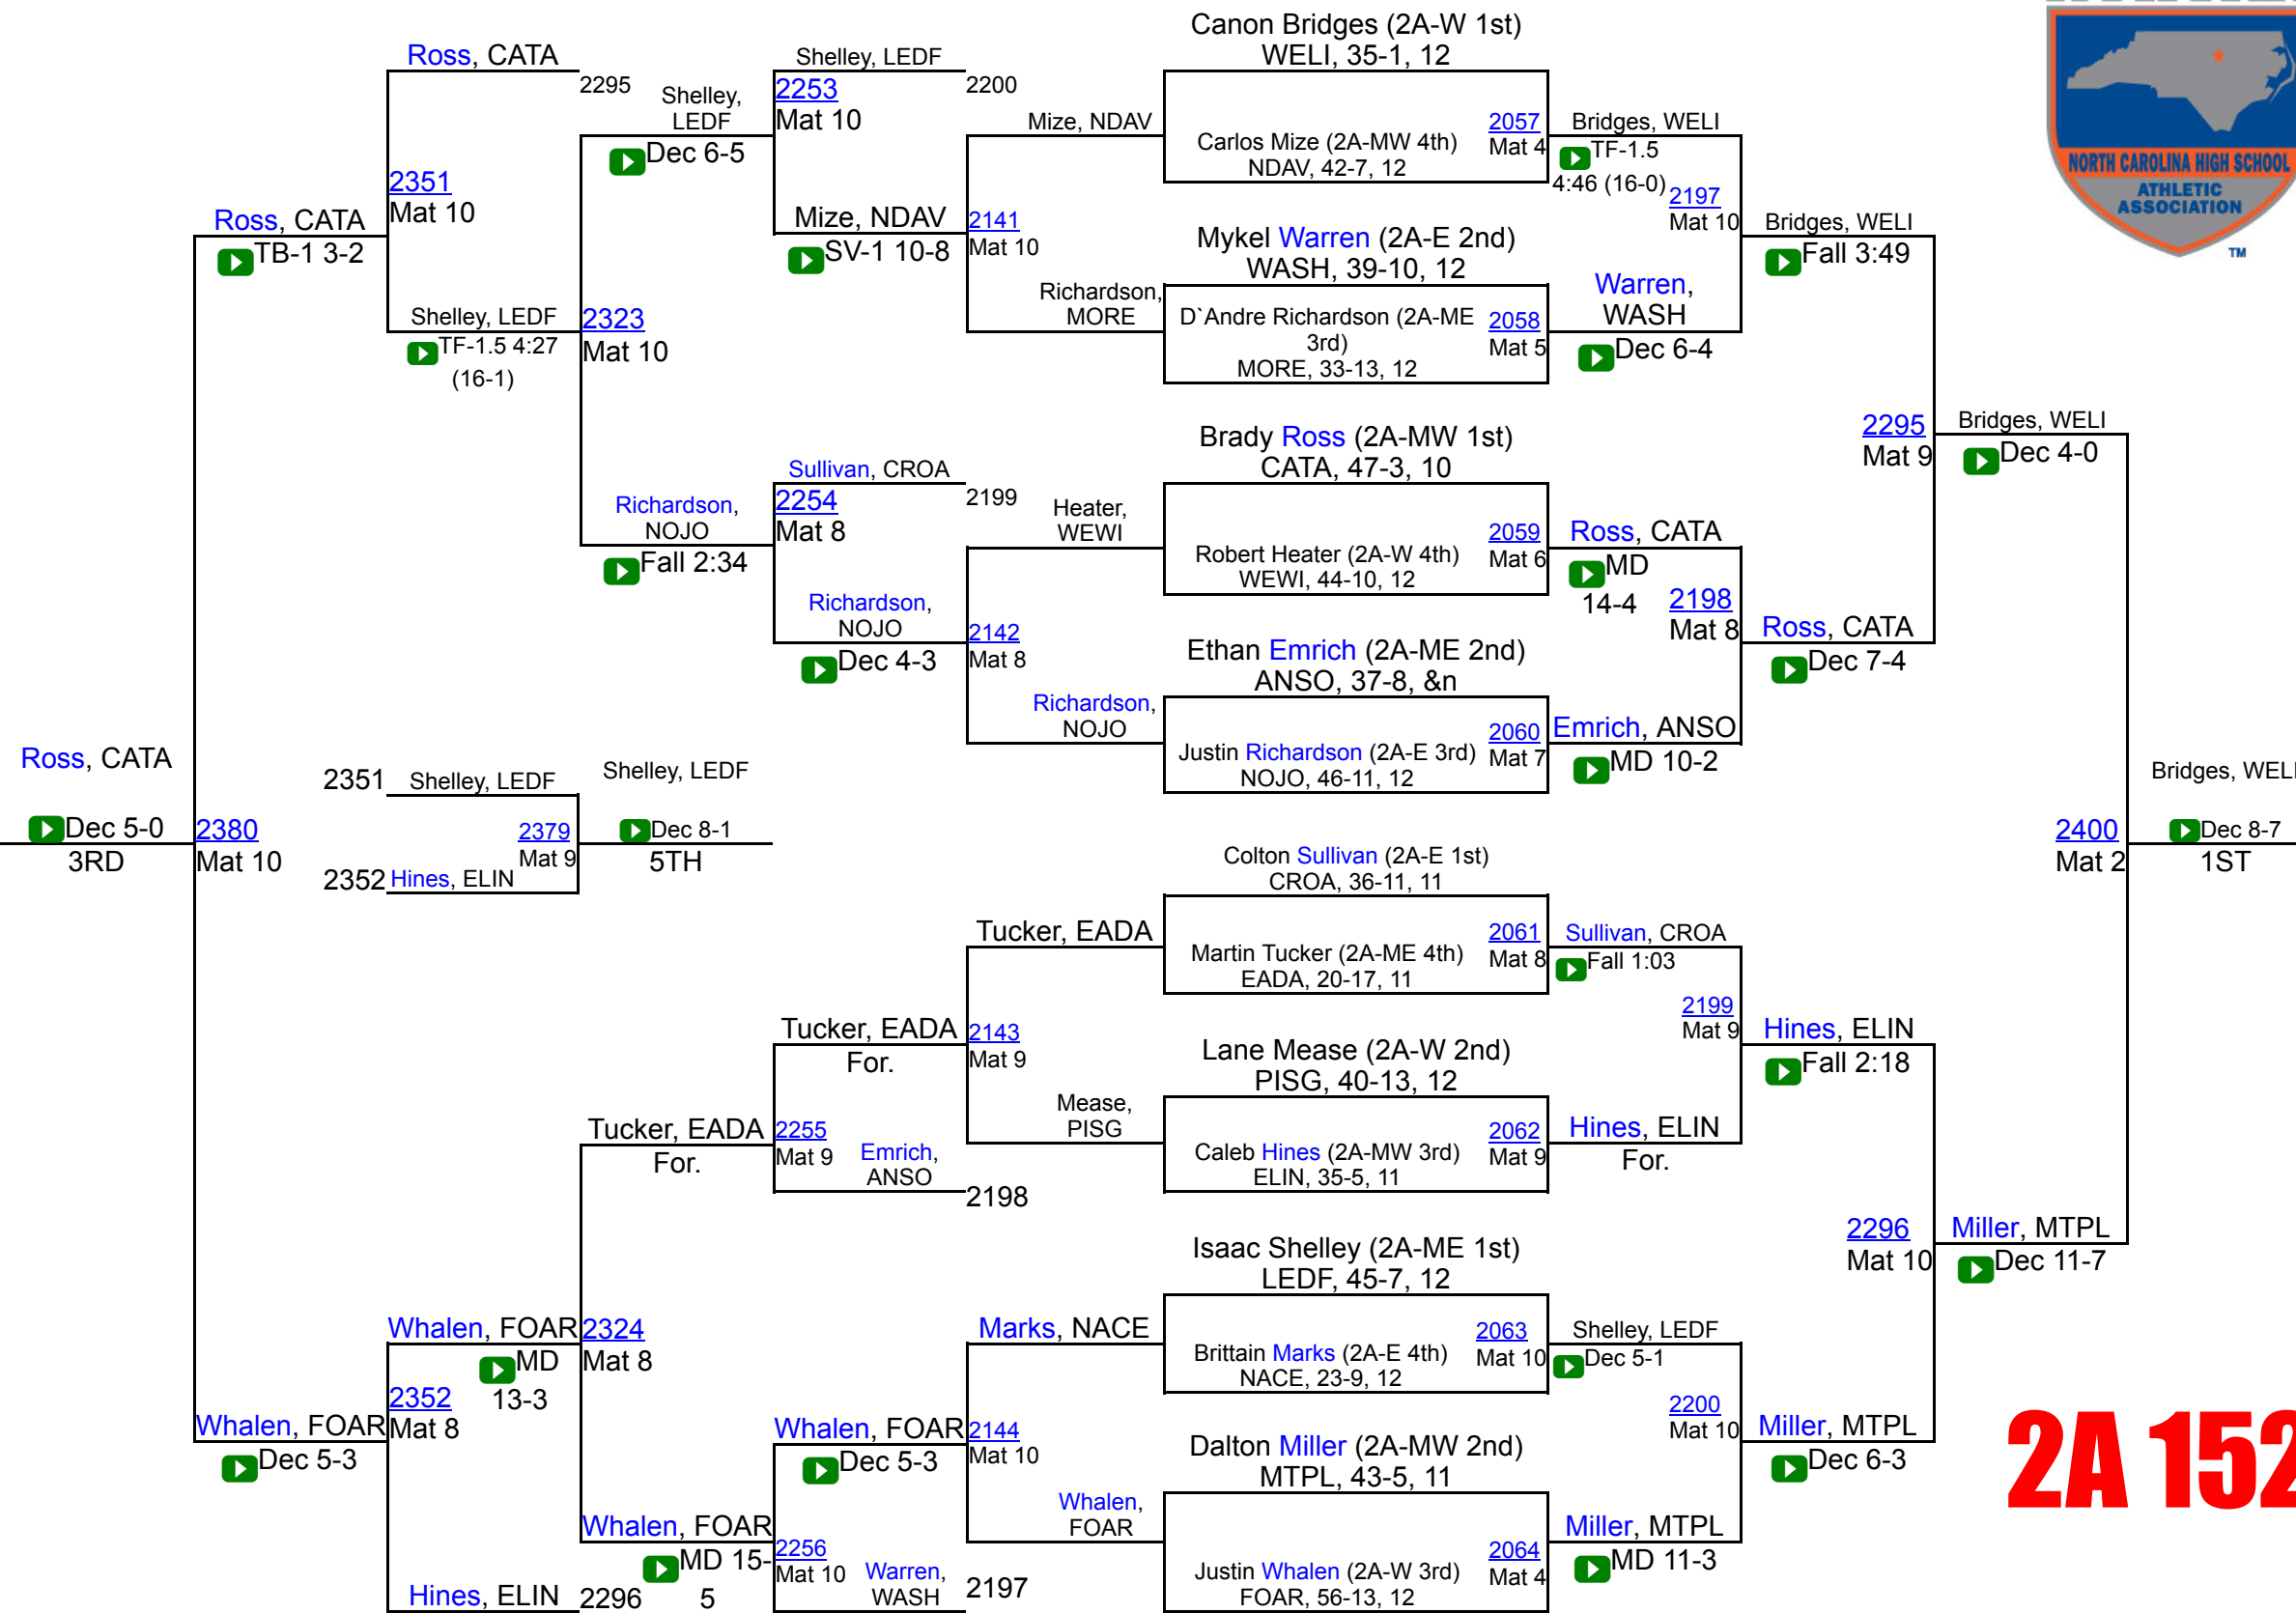 Canon Bridges (2A-W 1st)
WELI, 35-1, 12
Carlos Mize (2A-MW 4th)
NDAV, 42-7, 12
2057
Mat 4
Mykel Warren (2A-E 2nd)
WASH, 39-10, 12
D`Andre Richardson (2A-ME
3rd)
MORE, 33-13, 12
2058
Mat 5
Brady Ross (2A-MW 1st)
CATA, 47-3, 10
Robert Heater (2A-W 4th)
WEWI, 44-10, 12
2059
Mat 6
Ethan Emrich (2A-ME 2nd)
ANSO, 37-8, &n
Justin Richardson (2A-E 3rd)
NOJO, 46-11, 12
2060
Mat 7
Colton Sullivan (2A-E 1st)
CROA, 36-11, 11
Martin Tucker (2A-ME 4th)
EADA, 20-17, 11
2061
Mat 8
Lane Mease (2A-W 2nd)
PISG, 40-13, 12
Caleb Hines (2A-MW 3rd)
ELIN, 35-5, 11
2062
Mat 9
Isaac Shelley (2A-ME 1st)
LEDF, 45-7, 12
Brittain Marks (2A-E 4th)
NACE, 23-9, 12
2063
Mat 10
Dalton Miller (2A-MW 2nd)
MTPL, 43-5, 11
Justin Whalen (2A-W 3rd)
FOAR, 56-13, 12
2064
Mat 4
Bridges, WELI
TF-1.5
4:46 (16-0)
2197
Mat 10
Warren,
WASH
Dec 6-4
Ross, CATA
MD
14-4
2198
Mat 8
Emrich, ANSO
MD 10-2
Sullivan, CROA
Fall 1:03
2199
Mat 9
Hines, ELIN
For.
Shelley, LEDF
Dec 5-1
2200
Mat 10
Miller, MTPL
MD 11-3
Bridges, WELI
Fall 3:49
2295
Mat 9
Ross, CATA
Dec 7-4
Hines, ELIN
Fall 2:18
2296
Mat 10
Miller, MTPL
Dec 6-3
Bridges, WELI
Dec 4-0
2400
Mat 2
Miller, MTPL
Dec 11-7
Bridges, WELI
Dec 8-7
1ST
Mize, NDAV
2141
Mat 10
Richardson,
MORE
Heater,
WEWI
2142
Mat 8
Richardson,
NOJO
Tucker, EADA
2143
Mat 9
Mease,
PISG
Marks, NACE
2144
Mat 10
Whalen,
FOAR
Shelley, LEDF
2200
2253
Mat 10
Mize, NDAV
SV-1 10-8
Sullivan, CROA
2199
2254
Mat 8
Richardson,
NOJO
Dec 4-3
Tucker, EADA
For.
2255
Mat 9
Emrich,
ANSO
2198
Whalen, FOAR
Dec 5-3
2256
Mat 10
Warren,
WASH
2197
Shelley,
LEDF
Dec 6-5
2323
Mat 10
Richardson,
NOJO
Fall 2:34
Tucker, EADA
For.
2324
Mat 8
Whalen, FOAR
MD 15-
5
Ross, CATA
2295
2351
Mat 10
Shelley, LEDF
TF-1.5 4:27
(16-1)
Whalen, FOAR
MD
13-3
2352
Mat 8
Hines, ELIN
2296
Ross, CATA
TB-1 3-2
2380
Mat 10
Whalen, FOAR
Dec 5-3
Ross, CATA
Dec 5-0
3RD
2351
Shelley, LEDF
2379
Mat 9
2352
Hines, ELIN
Shelley, LEDF
Dec 8-1
5TH
NORTH CAROLINA HIGH SCHOOL
ATHLETIC
ASSOCIATION
TM
2A 152